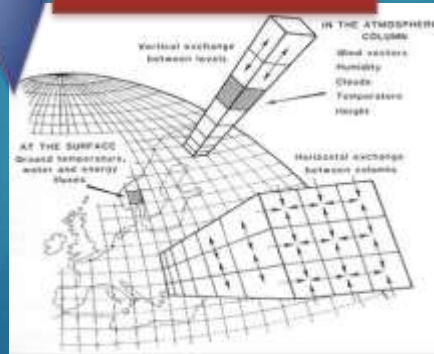 IN THE ATMOSPHERIC
COLUMN
Wind vectors
Humidity
Clouds
Temperature
Height
Vertical exchange
between levels
AT THE SURFACE
Ground temperature,
water and energy
fluxes
Horizontal exchange
between columns